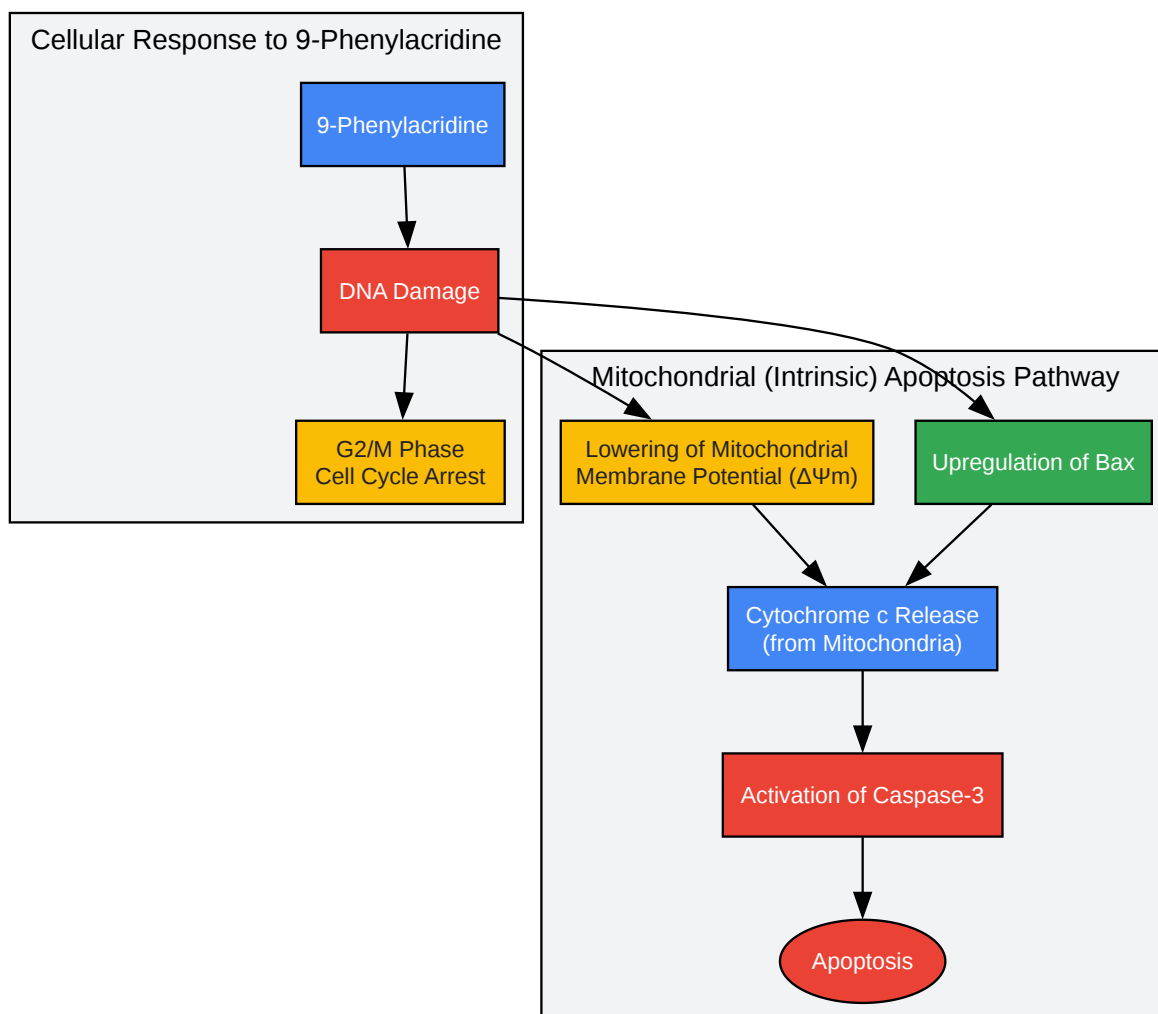 Cellular Response to 9-Phenylacridine
9-Phenylacridine
DNA Damage
G2/M Phase
Cell Cycle Arrest
Mitochondrial (Intrinsic) Apoptosis Pathway
Lowering of Mitochondrial
Membrane Potential (ΔΨm)
Upregulation of Bax
Cytochrome c Release
(from Mitochondria)
Activation of Caspase-3
Apoptosis